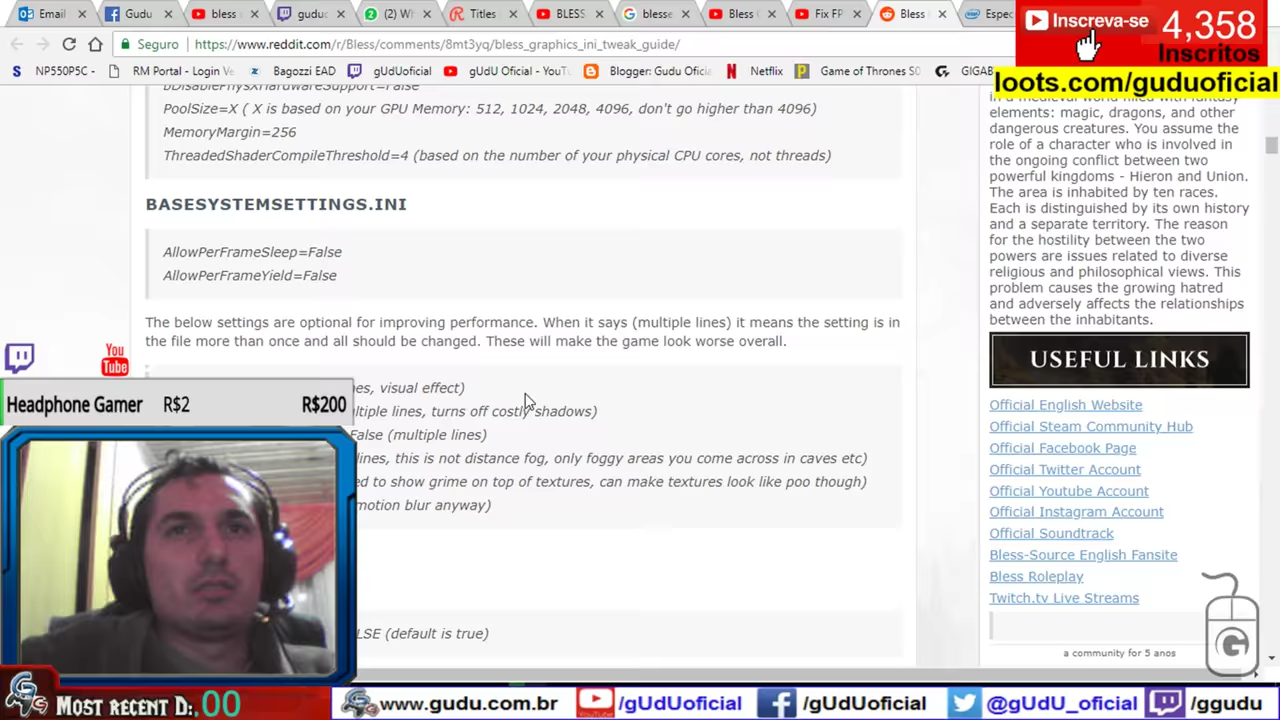 Email
Gudu
bless
gudu
(2) W
Titles
BLESS
blesse
Bless
Fix FP
Bless
Espec
Seguro
https://www.reddit.com/r/Bless/comments/8mt3yq/bless_graphics_ini_tweak_guide/
Inscreva-se
4,358
Inscritos
loots.com/guduoficial
NP550P5C -
RM Portal - Login Ve
Bagozzi EAD
gUdUoficial
gUdU Oficial - YouTu
Blogger: Gudu Oficia
Netflix
Game of Thrones S0
GIGAB
bDisablePhysXHardwareSupport=False
PoolSize=X ( X is based on your GPU Memory: 512, 1024, 2048, 4096, don't go higher than 4096)
MemoryMargin=256
ThreadedShaderCompileThreshold=4 (based on the number of your physical CPU cores, not threads)
BASESYSTEMSETTINGS.INI
AllowPerFrameSleep=False
AllowPerFrameYield=False
The below settings are optional for improving performance. When it says (multiple lines) it means the setting is in
the file more than once and all should be changed. These will make the game look worse overall.
nes, visual effect)
ltiple lines, turns off costly shadows)
False (multiple lines)
lines, this is not distance fog, only foggy areas you come across in caves etc)
w grime on top of textures, can make textures look like poo though)
motion blur anyway)
LSE (default is true)
in a medieval world filled with fantasy
elements: magic, dragons, and other
dangerous creatures. You assume the
role of a character who is involved in
the ongoing conflict between two
powerful kingdoms - Hieron and Union.
The area is inhabited by ten races.
Each is distinguished by its own history
and a separate territory. The reason
for the hostility between the two
powers are issues related to diverse
religious and philosophical views. This
problem causes the growing hatred
and adversely affects the relationships
between the inhabitants.
USEFUL LINKS
Official English Website
Official Steam Community Hub
Official Facebook Page
Official Twitter Account
Official Youtube Account
Official Instagram Account
Official Soundtrack
Bless-Source English Fansite
Bless Roleplay
Twitch.tv Live Streams
a community for 5 anos
You
Tube
Headphone Gamer R$2 R$200
Most recent D:,00
www.gudu.com.br
/gUdUoficial
/gUdUoficial
@gUdU_oficial
/ggudu